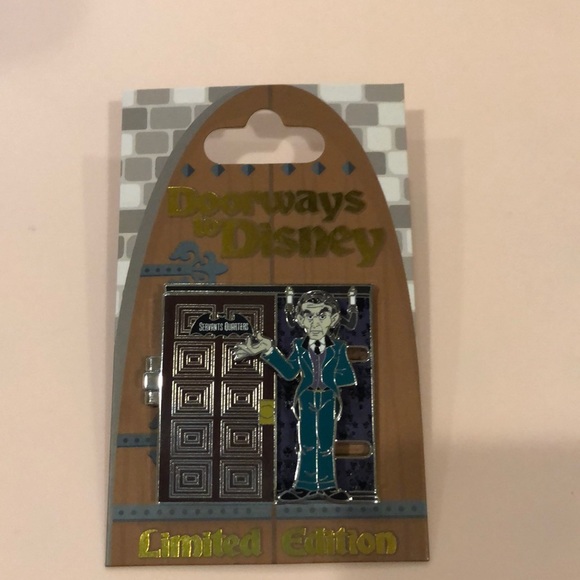 Doorways
to Disney
SERVANTS QUARTERS
Limited Edition